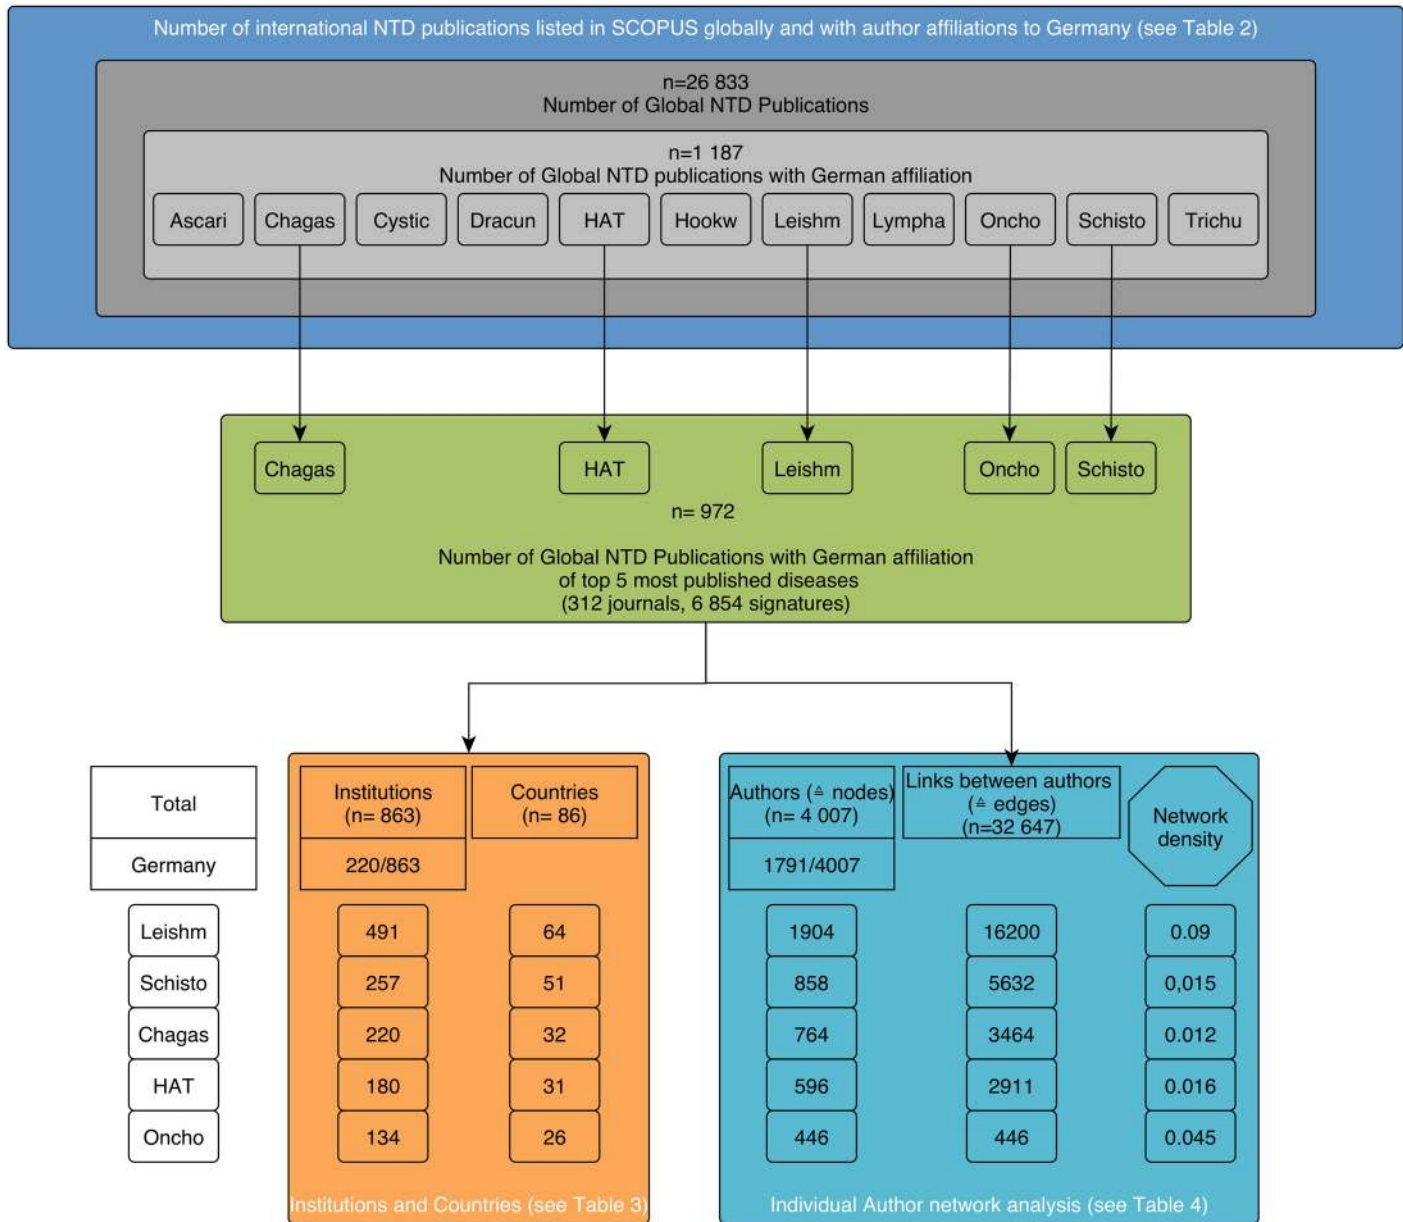 Number of international NTD publications listed in SCOPUS globally and with author affiliations to Germany (see Table 2)
n=26 833
Number of Global NTD Publications
n=1 187
Number of Global NTD publications with German affiliation
Ascari Chagas Cystic Dracun HAT Hookw Leishm Lympha Oncho Schisto Trichu
Chagas HAT Leishm Oncho Schisto
n= 972
Number of Global NTD Publications with German affiliation
of top 5 most published diseases
(312 journals, 6 854 signatures)
Total
Germany
Institutions
(n= 863)
220/863
Countries
(n= 86)
Authors (≙ nodes)
(n= 4 007)
1791/4007
Links between authors
(≙ edges)
(n=32 647)
Network
density
Leishm 491 64 1904 16200 0.09
Schisto 257 51 858 5632 0,015
Chagas 220 32 764 3464 0.012
HAT 180 31 596 2911 0.016
Oncho 134 26 446 446 0.045
Institutions and Countries (see Table 3)
Individual Author network analysis (see Table 4)